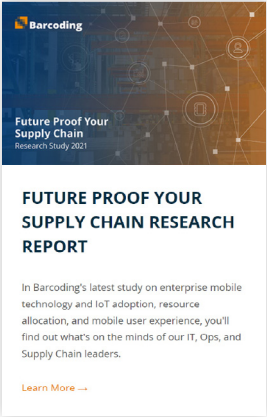 Barcoding
Future Proof Your
Supply Chain
Research Study 2021
FUTURE PROOF YOUR
SUPPLY CHAIN RESEARCH
REPORT
In Barcoding's latest study on enterprise mobile
technology and IoT adoption, resource
allocation, and mobile user experience, you'll
find out what's on the minds of our IT, Ops, and
Supply Chain leaders.
Learn More →